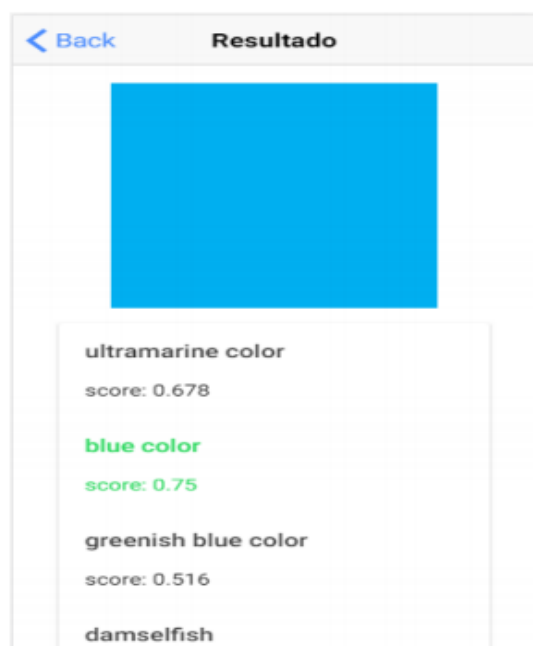 Back Resultado
ultramarine color
score: 0.678
blue color
score: 0.75
greenish blue color
score: 0.516
damselfish